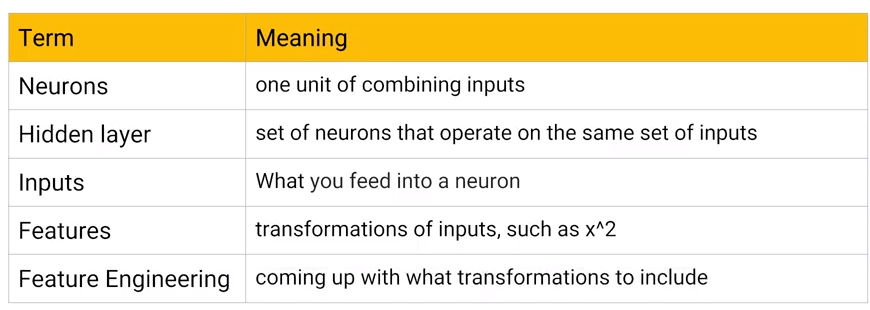 Term Meaning
Neurons one unit of combining inputs
Hidden layer set of neurons that operate on the same set of inputs
Inputs What you feed into a neuron
Features transformations of inputs, such as x^2
Feature Engineering coming up with what transformations to include